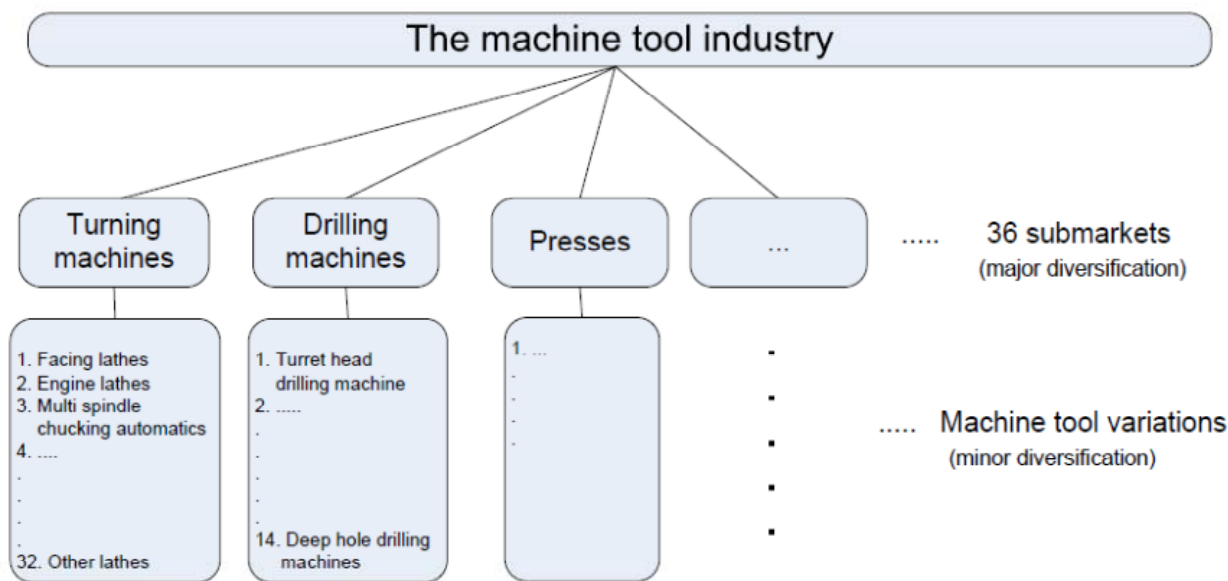 The machine tool industry
Turning
machines
Drilling
machines
Presses
...
..... 36 submarkets
(major diversification)
1. Facing lathes
2. Engine lathes
3. Multi spindle
chucking automatics
4. ....
.
.
.
.
32. Other lathes
1. Turret head
drilling machine
2. .....
.
.
.
.
14. Deep hole drilling
machines
1. ...
.
.
.
.
..... Machine tool variations
(minor diversification)